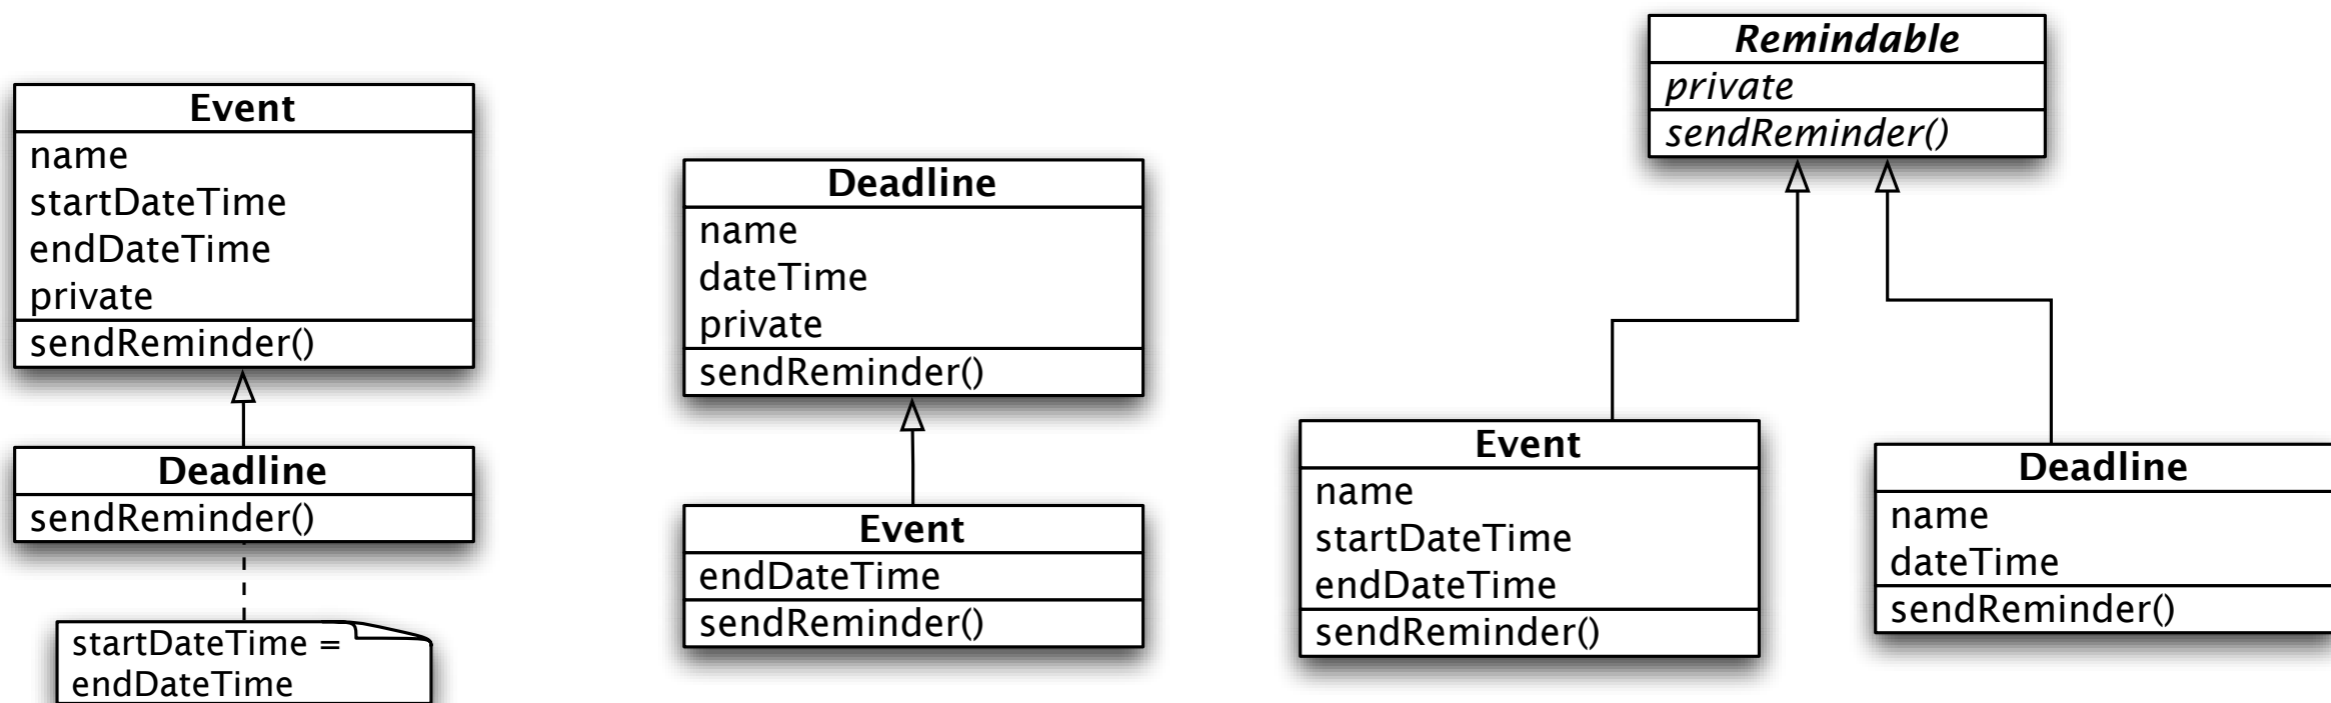 Event
name
startDateTime
endDateTime
private
sendReminder()
Deadline
sendReminder()
startDateTime =
endDateTime
Deadline
name
dateTime
private
sendReminder()
Event
endDateTime
sendReminder()
Remindable
private
sendReminder()
Event
name
startDateTime
endDateTime
sendReminder()
Deadline
name
dateTime
sendReminder()